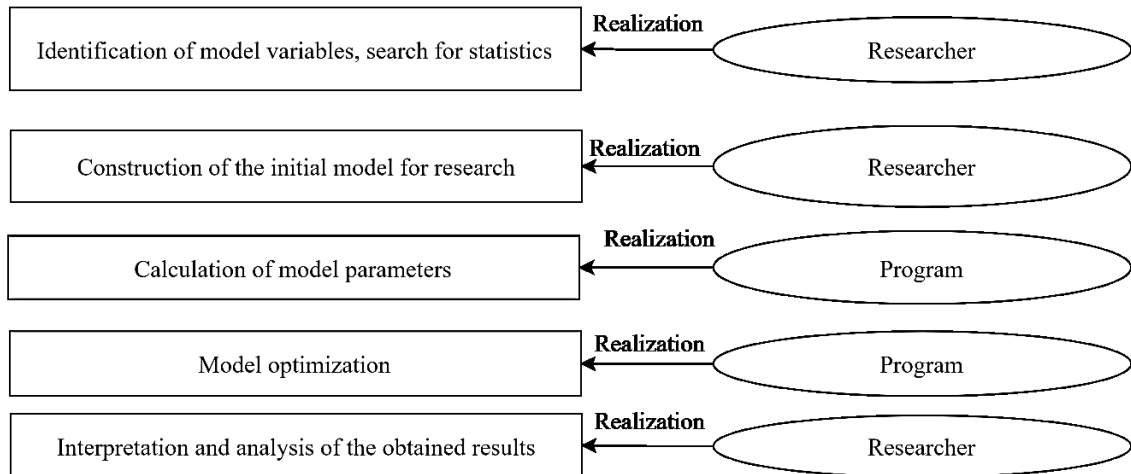 Realization
Identification of model variables, search for statistics
Researcher
Realization
Construction of the initial model for research
Researcher
Realization
Calculation of model parameters
Program
Realization
Model optimization
Program
Realization
Interpretation and analysis of the obtained results
Researcher